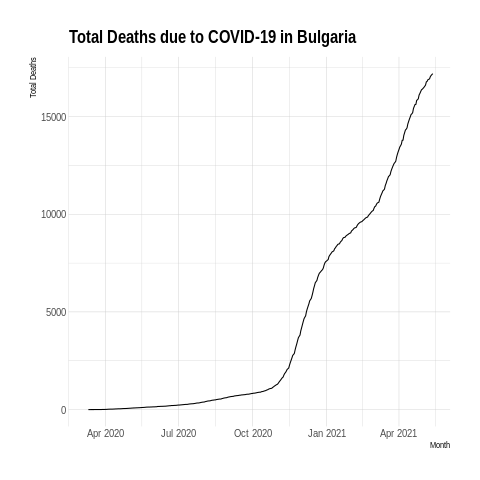 Total Deaths due to COVID-19 in Bulgaria
Total Deaths
15000
10000
5000
0
Apr 2020 Jul 2020 Oct 2020 Jan 2021 Apr 2021
Month